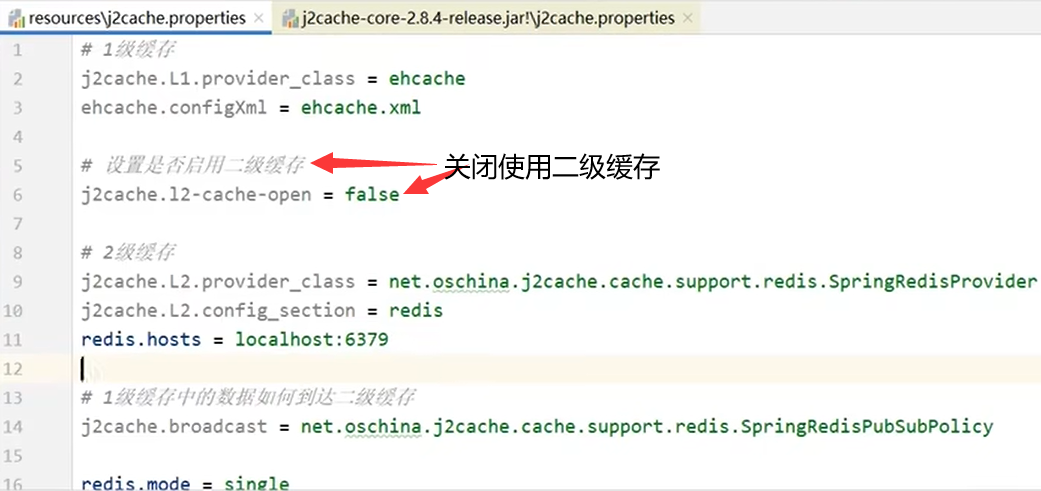 resources\j2cache.properties
j2cache-core-2.8.4-release.jar!\j2cache.properties
1 # 1级缓存
2 j2cache.L1.provider_class = ehcache
3 ehcache.configXml = ehcache.xml
4
5 # 设置是否启用二级缓存
关闭使用二级缓存
6 j2cache.l2-cache-open = false
7
8 # 2级缓存
9 j2cache.L2.provider_class = net.oschina.j2cache.cache.support.redis.SpringRedisProvider
10 j2cache.L2.config_section = redis
11 redis.hosts = localhost:6379
12
13 # 1级缓存中的数据如何到达二级缓存
14 j2cache.broadcast = net.oschina.j2cache.cache.support.redis.SpringRedisPubSubPolicy
15
16 redis.mode = single